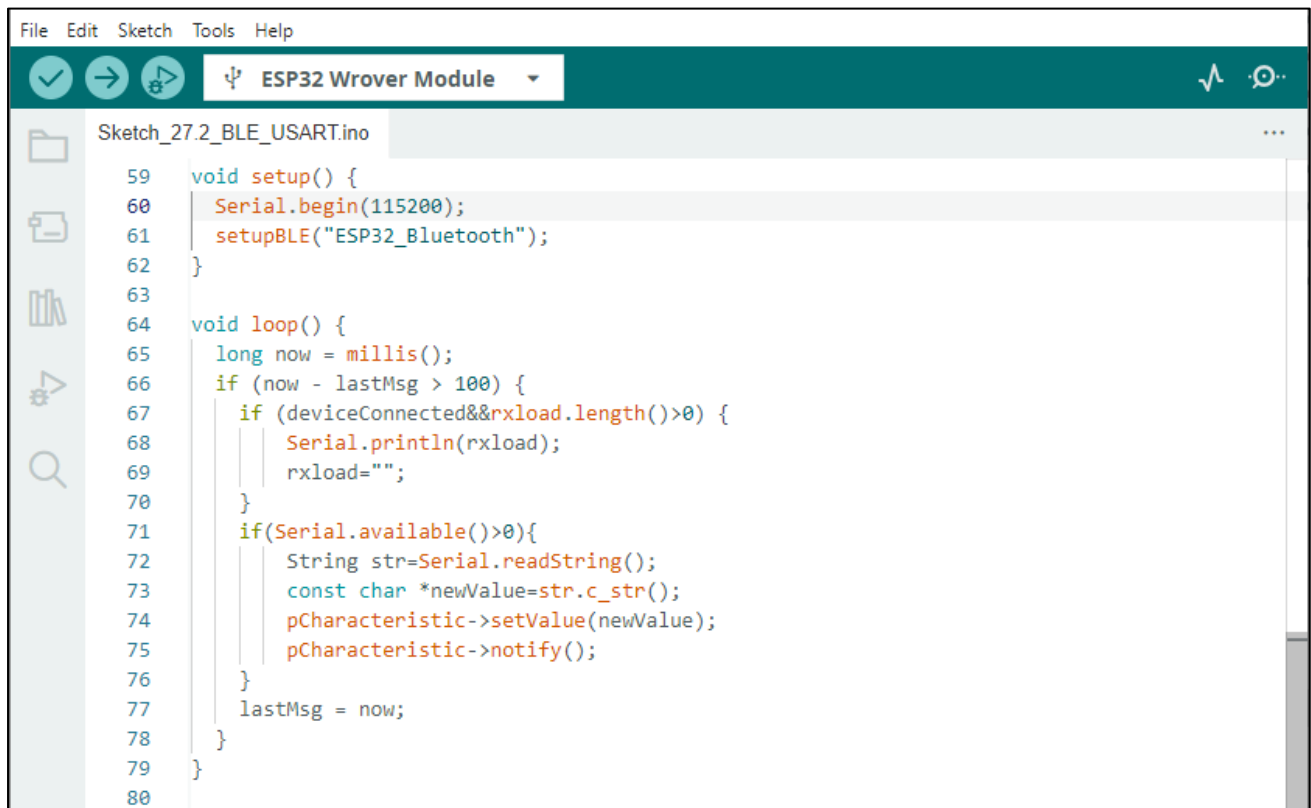 File Edit Sketch Tools Help
ESP32 Wrover Module
Sketch_27.2_BLE_USART.ino
59 void setup() {
60 Serial.begin(115200);
61 setupBLE("ESP32_Bluetooth");
62 }
63
64 void loop() {
65 long now = millis();
66 if (now - lastMsg > 100) {
67 if (deviceConnected&&rxload.length()>0) {
68 Serial.println(rxload);
69 rxload="";
70 }
71 if(Serial.available()>0){
72 String str=Serial.readString();
73 const char *newValue=str.c_str();
74 pCharacteristic->setValue(newValue);
75 pCharacteristic->notify();
76 }
77 lastMsg = now;
78 }
79 }
80